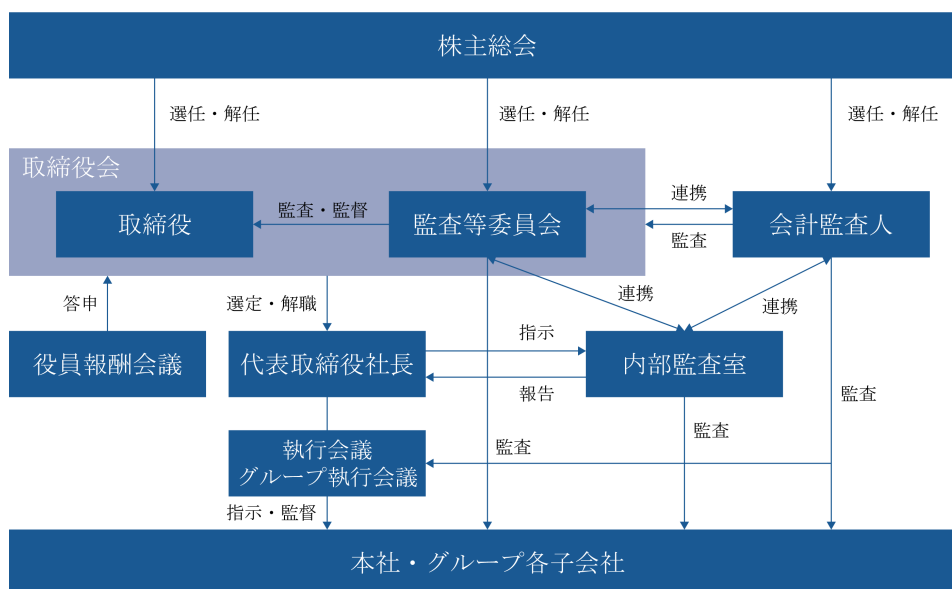 株主総会
選任・解任
選任・解任
選任・解任
取締役会
取締役
監査・監督
監査等委員会
連携
監査
会計監査人
答申
選定・解職
連携
連携
役員報酬会議
代表取締役社長
指示
報告
内部監査室
監査
執行会議
グループ執行会議
監査
監査
指示・監督
本社・グループ各子会社